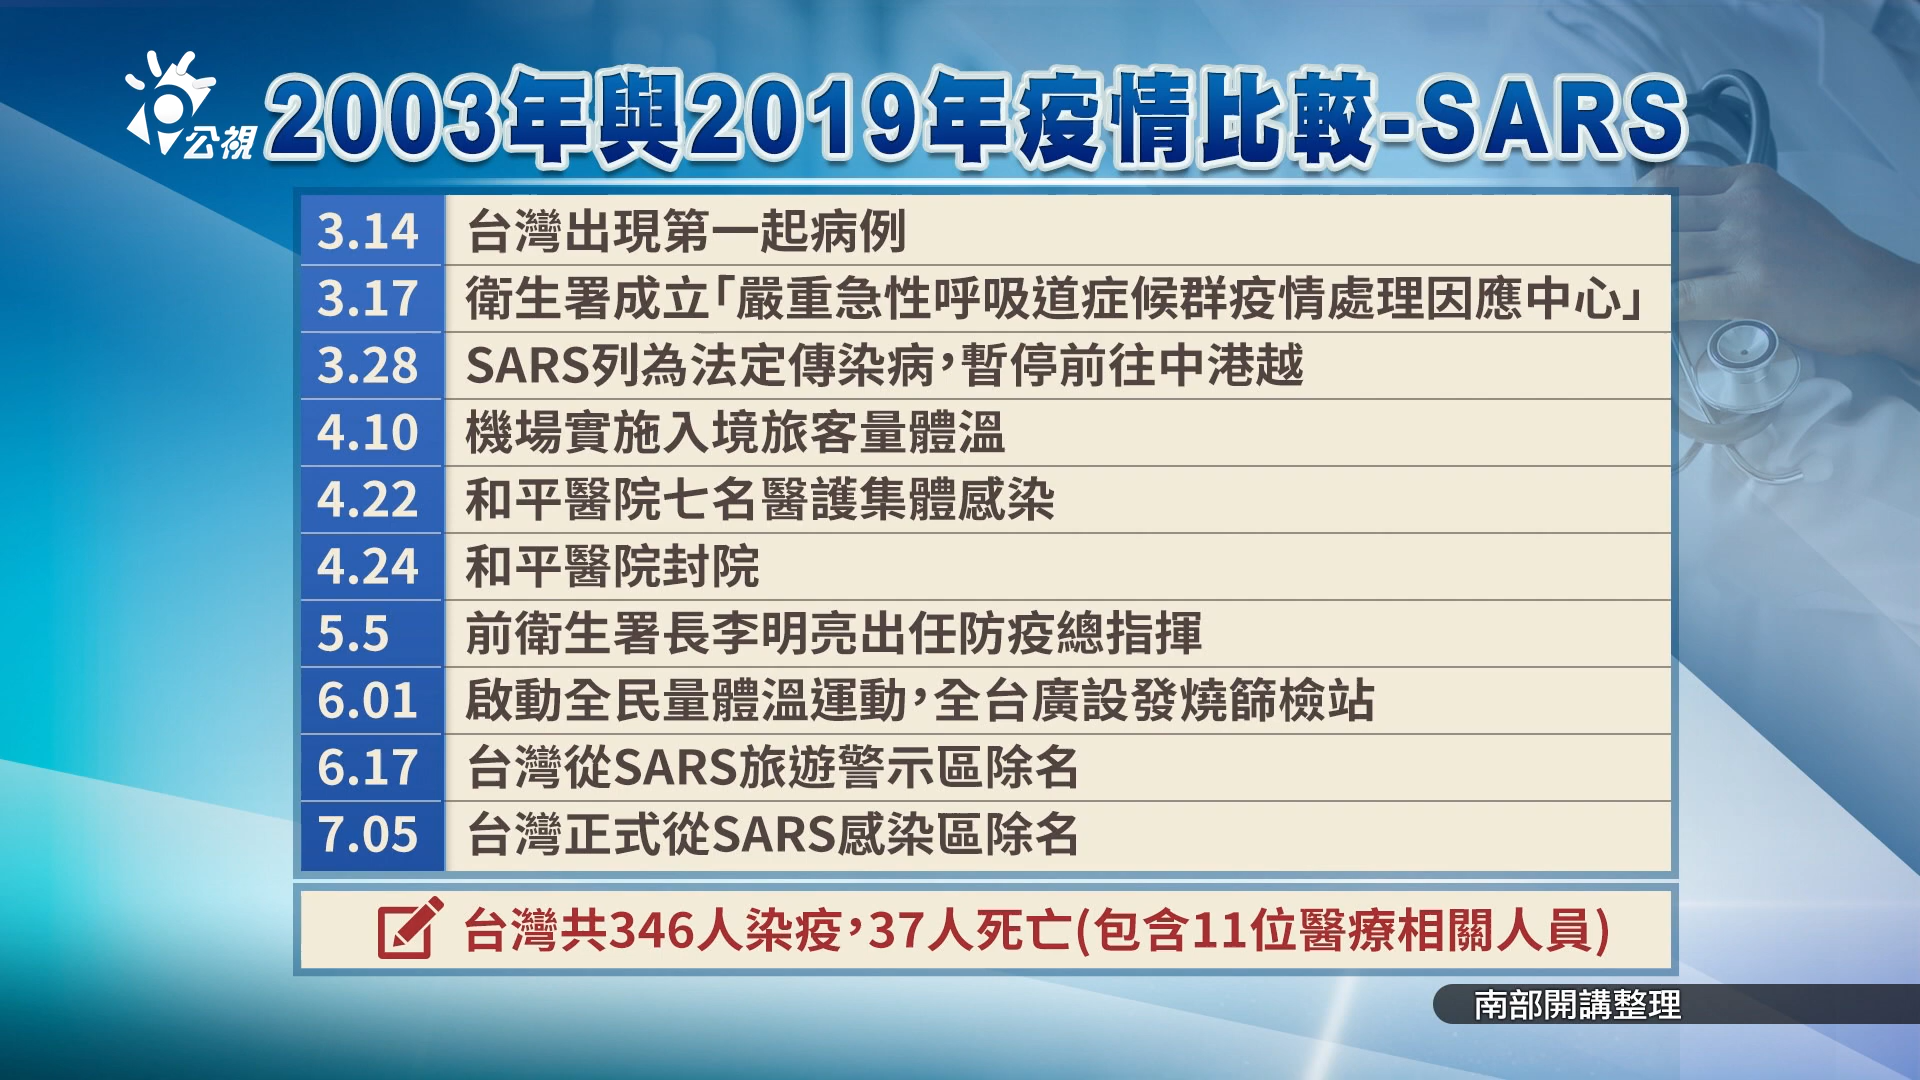 公視
2003年與2019年疫情比較-SARS
3.14 台灣出現第一起病例
3.17 衛生署成立「嚴重急性呼吸道症候群疫情處理因應中心」
3.28 SARS列為法定傳染病,暫停前往中港越
4.10 機場實施入境旅客量體溫
4.22 和平醫院七名醫護集體感染
4.24 和平醫院封院
5.5 前衛生署長李明亮出任防疫總指揮
6.01 啟動全民量體溫運動,全台廣設發燒篩檢站
6.17 台灣從SARS旅遊警示區除名
7.05 台灣正式從SARS感染區除名
台灣共346人染疫,37人死亡(包含11位醫療相關人員)
南部開講整理